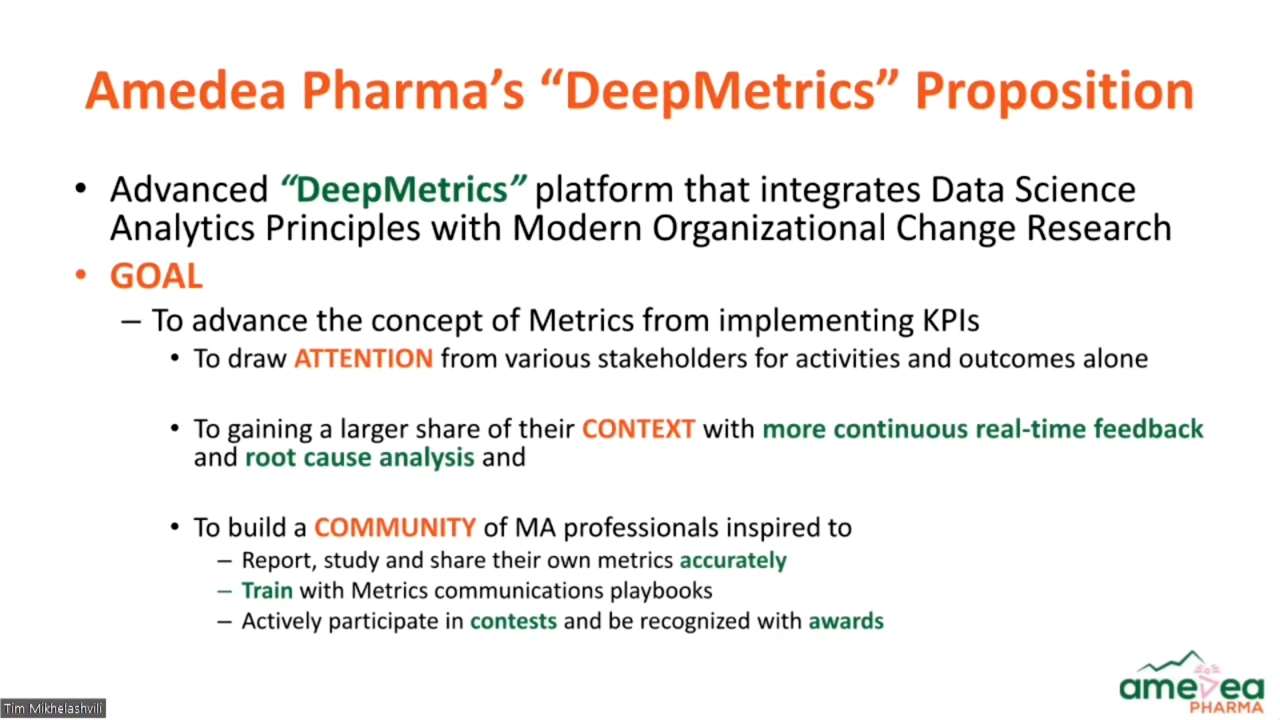 Amedea Pharma’s “DeepMetrics” Proposition
• Advanced “DeepMetrics” platform that integrates Data Science
Analytics Principles with Modern Organizational Change Research
• GOAL
– To advance the concept of Metrics from implementing KPIs
• To draw ATTENTION from various stakeholders for activities and outcomes alone
• To gaining a larger share of their CONTEXT with more continuous real-time feedback
and root cause analysis and
• To build a COMMUNITY of MA professionals inspired to
– Report, study and share their own metrics accurately
– Train with Metrics communications playbooks
– Actively participate in contests and be recognized with awards
amedea
PHARMA
Tim Mikhelashvili